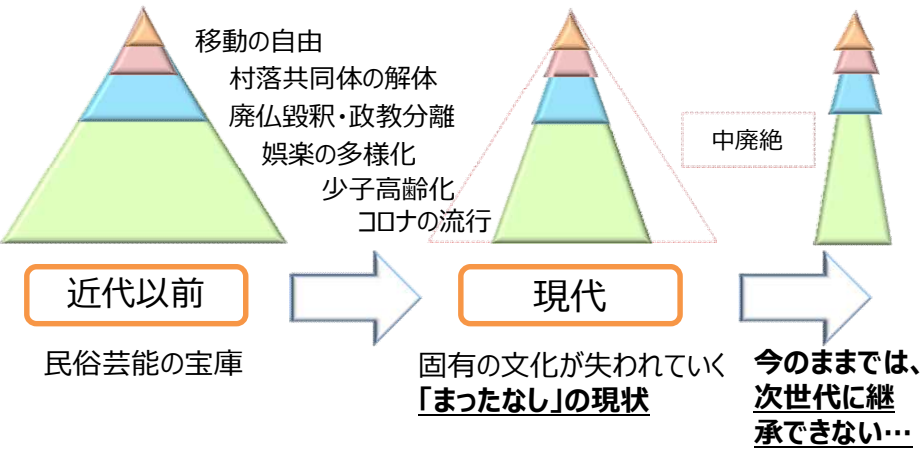 移動の自由
村落共同体の解体
廃仏毀釈・政教分離
娯楽の多様化
少子高齢化
コロナの流行
中廃絶
近代以前
現代
民俗芸能の宝庫
固有の文化が失われていく
「まったなし」の現状
今のままでは、
次世代に継
承できない…